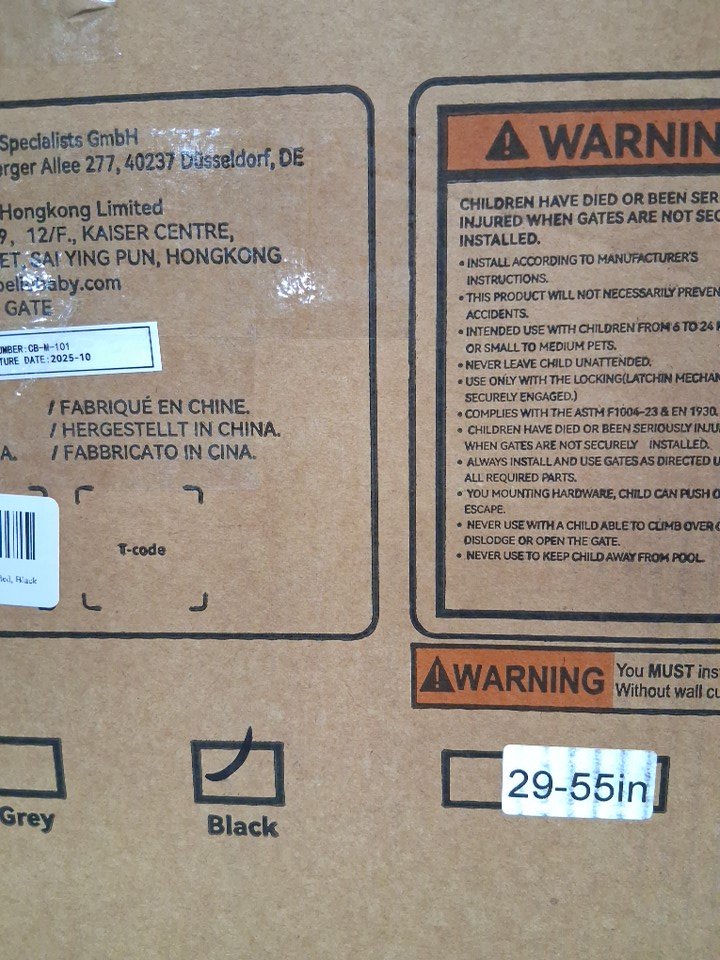 Specialists GmbH
erger Allee 277, 40237 Düsseldorf, DE
Hongkong Limited
9, 12/F., KAISER CENTRE,
ET, SAI YING PUN, HONGKONG
baby.com
GATE
UMBER:CB-M-101
TURE DATE:2025-10
/ FABRIQUÉ EN CHINE.
/ HERGESTELLT IN CHINA.
A. / FABBRICATO IN CINA.
T-code
Black
Grey
Black
WARNIN
CHILDREN HAVE DIED OR BEEN SERI
INJURED WHEN GATES ARE NOT SEC
INSTALLED.
• INSTALL ACCORDING TO MANUFACTURER'S
INSTRUCTIONS.
• THIS PRODUCT WILL NOT NECESSARILY PREVEN
ACCIDENTS.
• INTENDED USE WITH CHILDREN FROM 6 TO 24
OR SMALL TO MEDIUM PETS.
• NEVER LEAVE CHILD UNATTENDED.
• USE ONLY WITH THE LOCKING(LATCHIN MECHAN
SECURELY ENGAGED.)
• COMPLIES WITH THE ASTM F1004-23 & EN 1930.
• CHILDREN HAVE DIED OR BEEN SERIOUSLY INJU
WHEN GATES ARE NOT SECURELY INSTALLED.
• ALWAYS INSTALL AND USE GATES AS DIRECTED U
ALL REQUIRED PARTS.
• YOU MOUNTING HARDWARE, CHILD CAN PUSH O
ESCAPE.
• NEVER USE WITH A CHILD ABLE TO CLIMB OVER
DISLODGE OR OPEN THE GATE.
• NEVER USE TO KEEP CHILD AWAY FROM POOL.
WARNING
You MUST ins
Without wall cu
29-55in